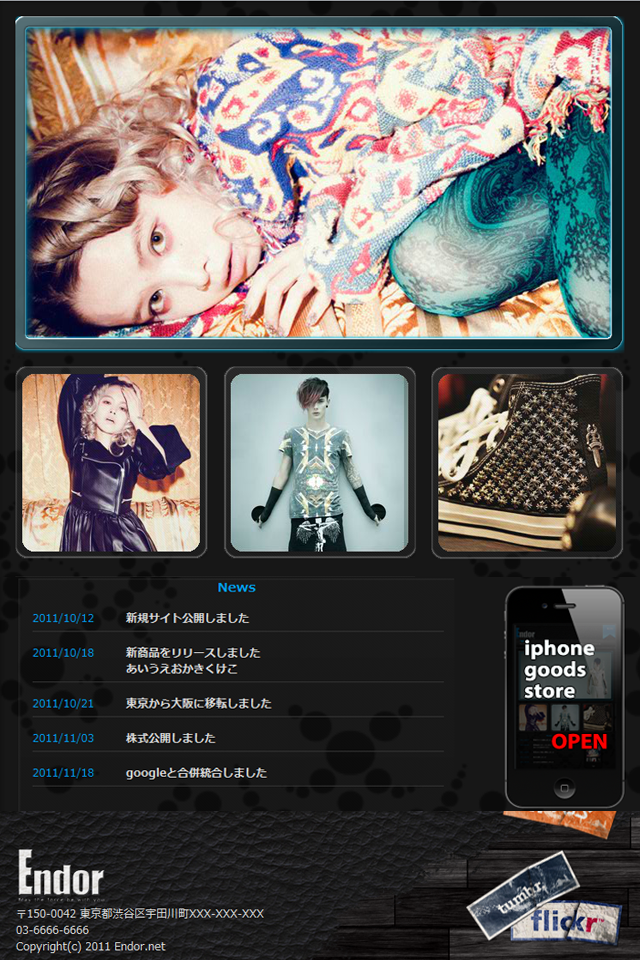 News
2011/10/12 新規サイト公開しました
2011/10/18 新商品をリリースしました
あいうえおかきくけこ
2011/10/21 東京から大阪に移転しました
2011/11/03 株式公開しました
2011/11/18 googleと合併統合しました
iphone
goods
store
OPEN
Endor
May the force be with you
〒150-0042 東京都渋谷区宇田川町XXX-XXX-XXX
03-6666-6666
Copyright(c) 2011 Endor.net
tumblr.
flickr